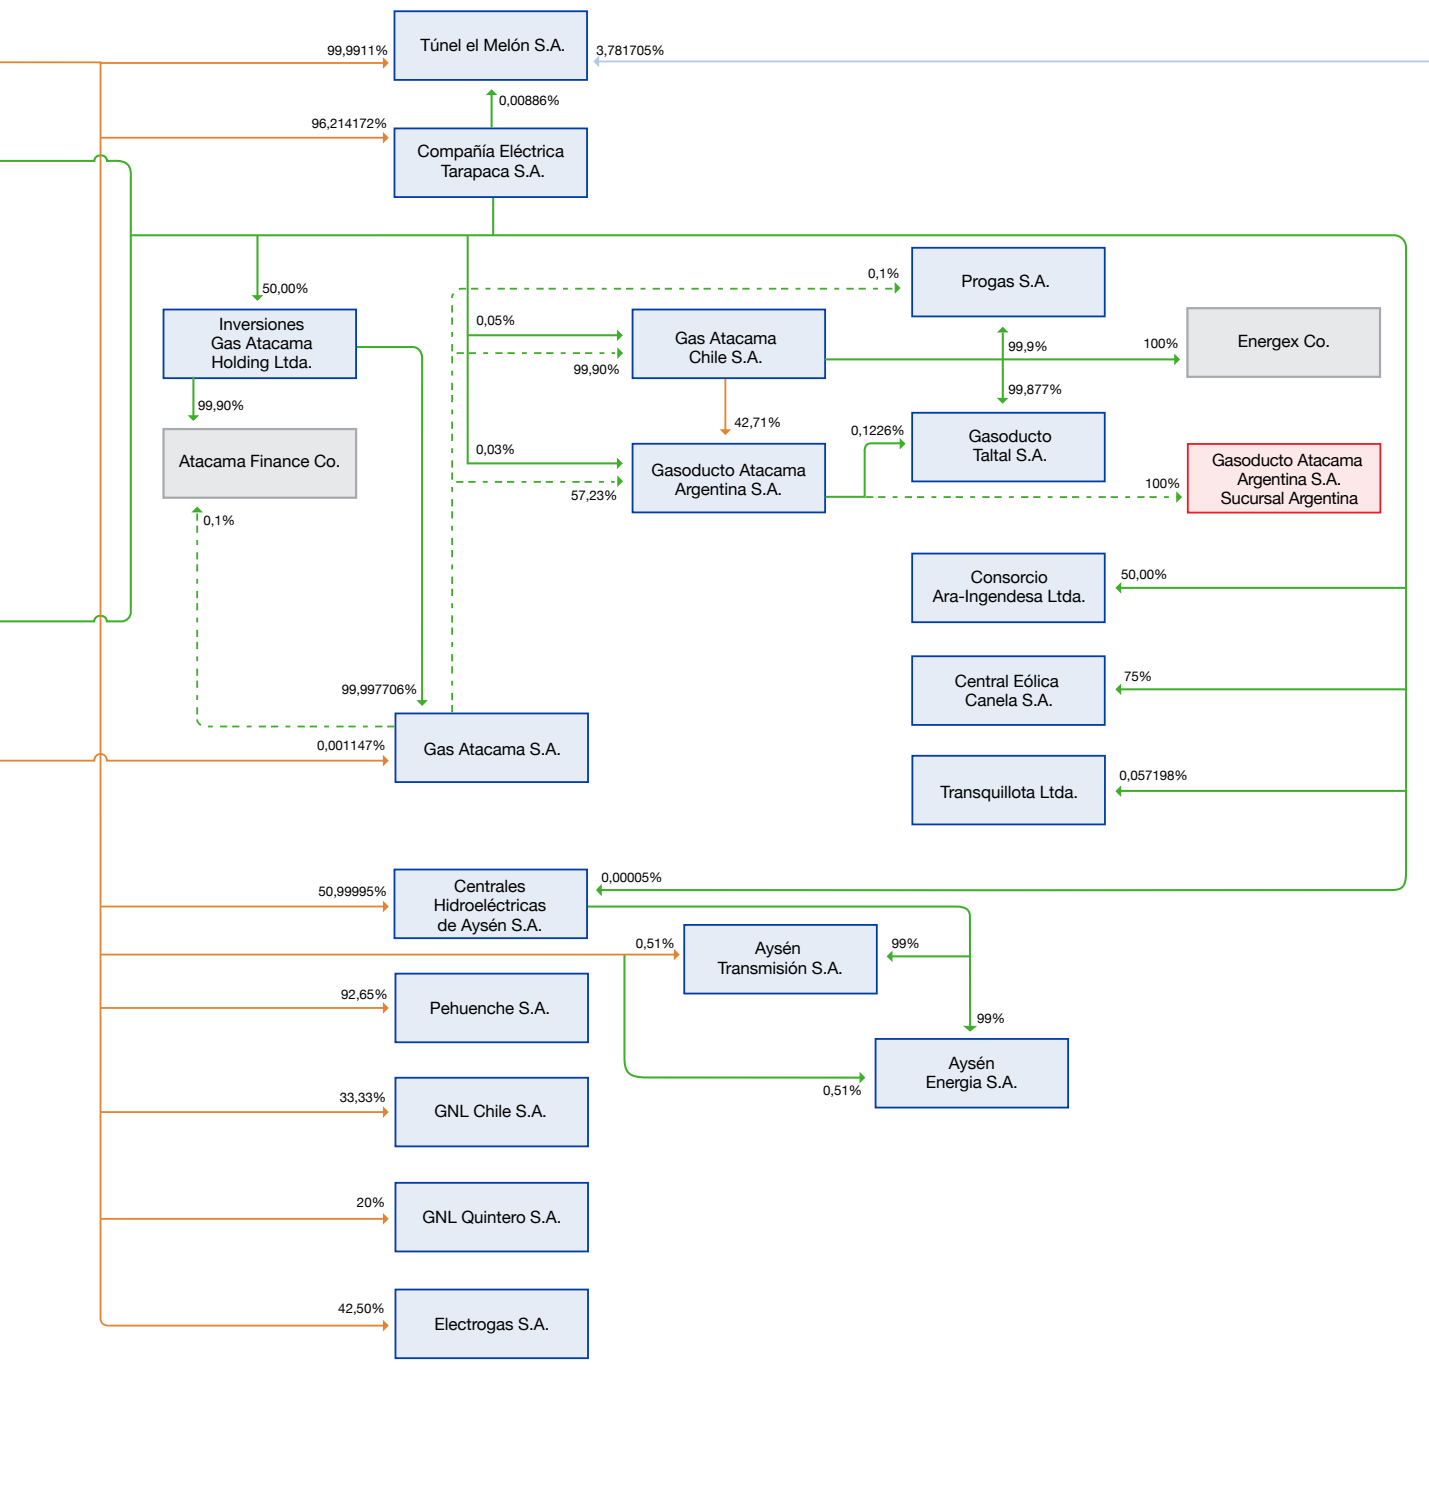 99,9911%
Túnel el Melón S.A.
3,781705%
0,00886%
96,214172%
Compañía Eléctrica
Tarapaca S.A.
50,00%
Inversiones
Gas Atacama
Holding Ltda.
99,90%
Atacama Finance Co.
0,1%
0,1%
Progas S.A.
0,05%
Gas Atacama
Chile S.A.
99,90%
99,9%
100%
Energex Co.
99,877%
42,71%
0,1226%
Gasoducto
Taltal S.A.
0,03%
Gasoducto Atacama
Argentina S.A.
57,23%
100%
Gasoducto Atacama
Argentina S.A.
Sucursal Argentina
Consorcio
Ara-Ingendesa Ltda.
50,00%
Central Eólica
Canela S.A.
75%
99,997706%
Gas Atacama S.A.
0,001147%
Transquillota Ltda.
0,057198%
50,99995%
Centrales
Hidroeléctricas
de Aysén S.A.
0,00005%
0,51%
Aysén
Transmisión S.A.
99%
92,65%
Pehuenche S.A.
99%
Aysén
Energia S.A.
0,51%
33,33%
GNL Chile S.A.
20%
GNL Quintero S.A.
42,50%
Electrogas S.A.